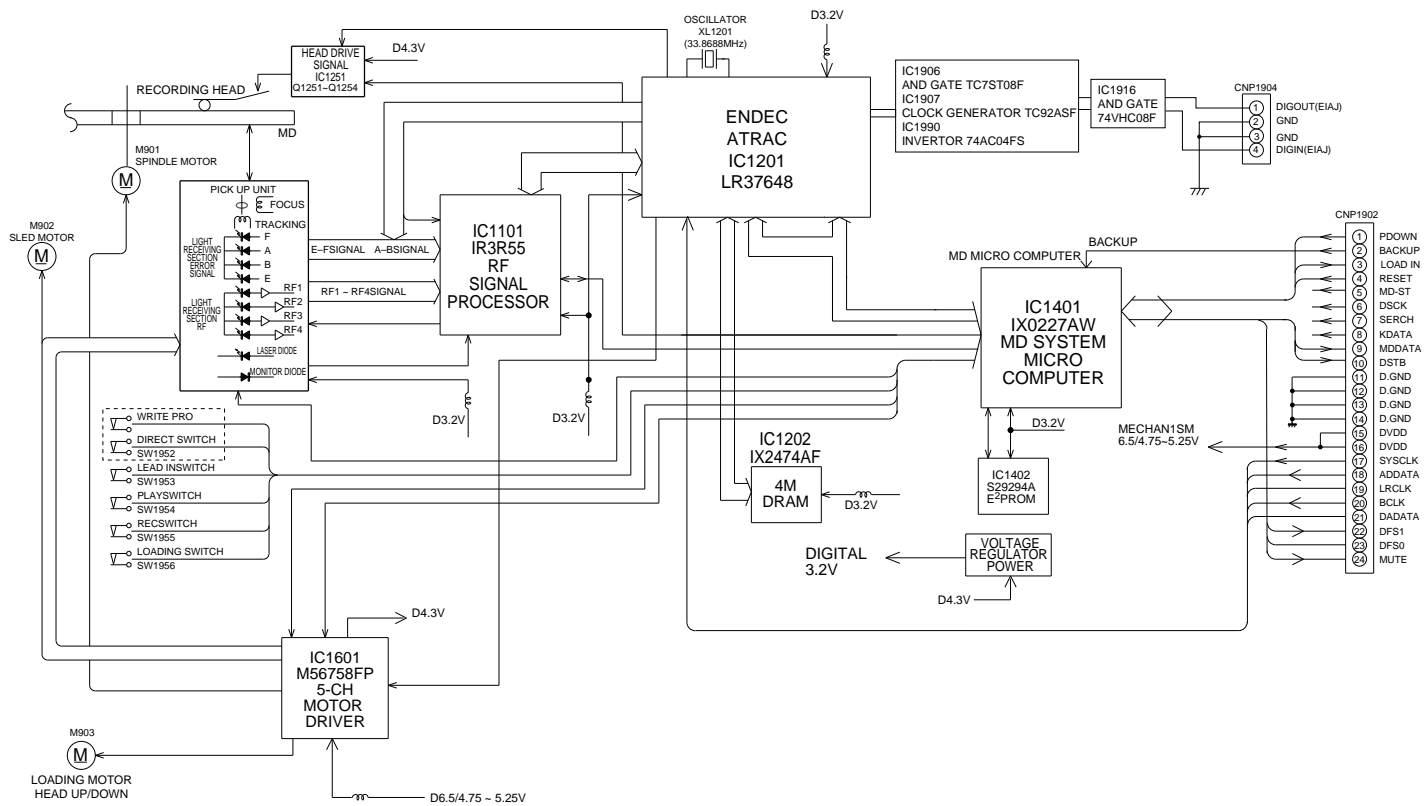 OSCILLATOR
XL1201
(33.8688MHz)
D3.2V
HEAD DRIVE
SIGNAL
IC1251
Q1251~Q1254
D4.3V
RECORDING HEAD
MD
M901
SPINDLE MOTOR
M
ENDEC
ATRAC
IC1201
LR37648
IC1906
AND GATE TC7ST08F
IC1907
CLOCK GENERATOR TC92ASF
IC1990
INVERTOR 74AC04FS
IC1916
AND GATE
74VHC08F
CNP1904
1 DIGOUT(EIAJ)
2 GND
3 GND
4 DIGIN(EIAJ)
M902
SLED MOTOR
M
PICK UP UNIT
FOCUS
TRACKING
LIGHT
RECEIVING
SECTION
ERROR
SIGNAL
F
A
B
E
LIGHT
RECEIVING
SECTION
RF
RF1
RF2
RF3
RF4
LASER DIODE
MONITOR DIODE
E–FSIGNAL
A–BSIGNAL
RF1 ~ RF4SIGNAL
IC1101
IR3R55
RF
SIGNAL
PROCESSOR
D3.2V
D3.2V
MD MICRO COMPUTER
BACKUP
IC1401
IX0227AW
MD SYSTEM
MICRO
COMPUTER
D3.2V
IC1402
S29294A
E2PROM
CNP1902
1 PDOWN
2 BACKUP
3 LOAD IN
4 RESET
5 MD-ST
6 DSCK
7 SERCH
8 KDATA
9 MDDATA
10 DSTB
11 D.GND
12 D.GND
13 D.GND
14 D.GND
15 DVDD
16 DVDD
17 SYSCLK
18 ADDATA
19 LRCLK
20 BCLK
21 DADATA
22 DFS1
23 DFS0
24 MUTE
MECHAN1SM
6.5/4.75~5.25V
WRITE PRO
DIRECT SWITCH
SW1952
LEAD INSWITCH
SW1953
PLAYSWITCH
SW1954
RECSWITCH
SW1955
LOADING SWITCH
SW1956
IC1202
IX2474AF
4M
DRAM
D3.2V
DIGITAL
3.2V
VOLTAGE
REGULATOR
POWER
D4.3V
D4.3V
IC1601
M56758FP
5-CH
MOTOR
DRIVER
M903
M
LOADING MOTOR
HEAD UP/DOWN
D6.5/4.75 ~ 5.25V